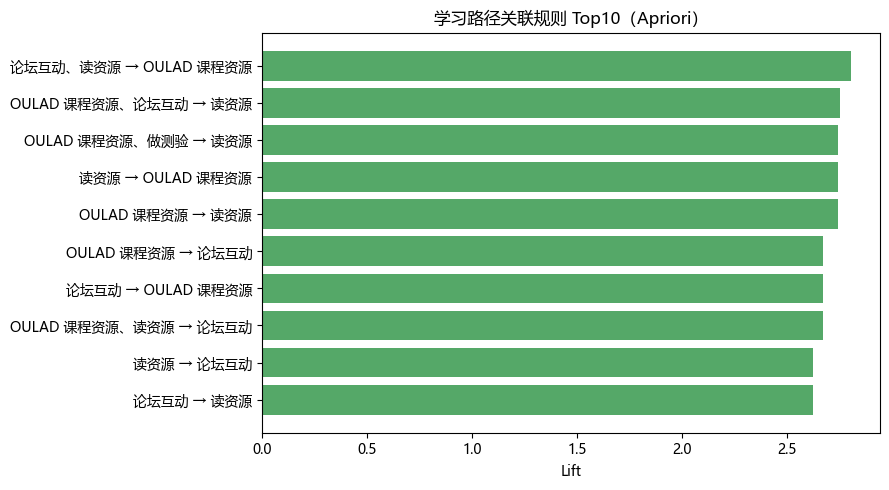 学习路径关联规则 Top10（Apriori）
论坛互动、读资源 → OULAD 课程资源
OULAD 课程资源、论坛互动 → 读资源
OULAD 课程资源、做测验 → 读资源
读资源 → OULAD 课程资源
OULAD 课程资源 → 读资源
OULAD 课程资源 → 论坛互动
论坛互动 → OULAD 课程资源
OULAD 课程资源、读资源 → 论坛互动
读资源 → 论坛互动
论坛互动 → 读资源
0.0 0.5 1.0 1.5 2.0 2.5
Lift